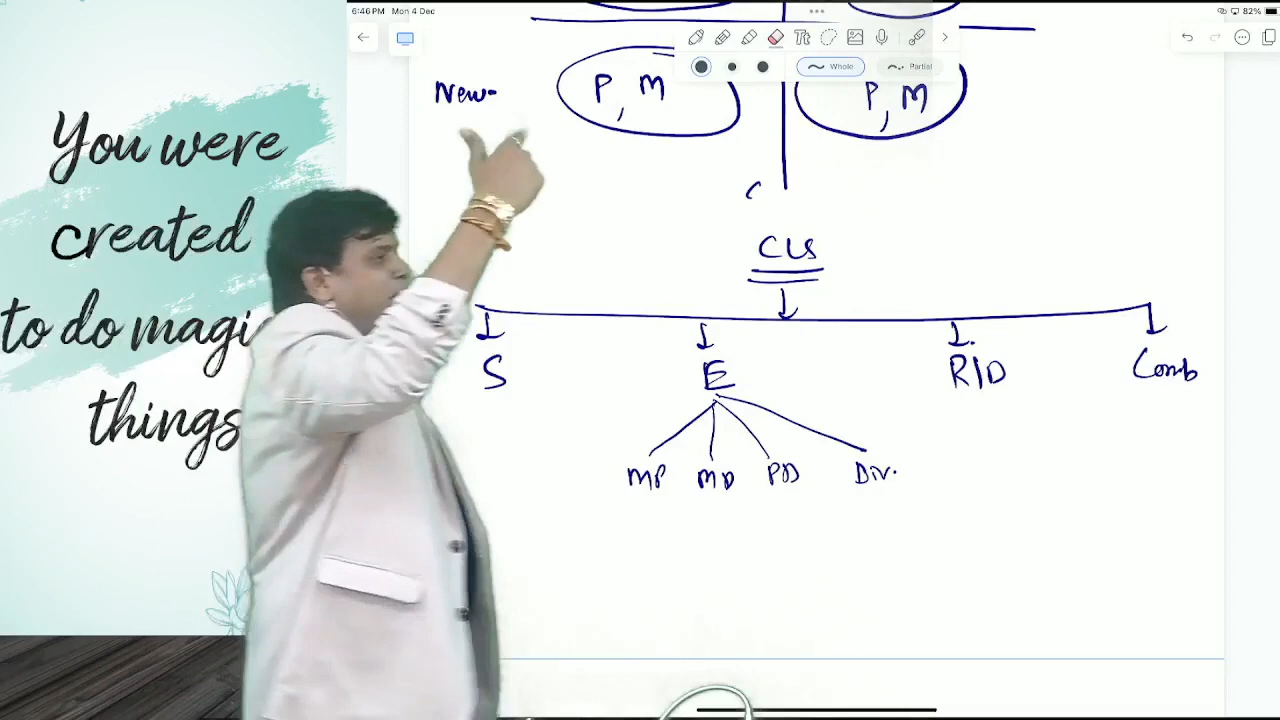 6:46 PM Mon 4 Dec
82%
Tt
Whole
Partial
New
P, M
P, M
CLS
S
E
R/D
Comb
MP
MD
PD
Div.
You were
created
to do magi
things